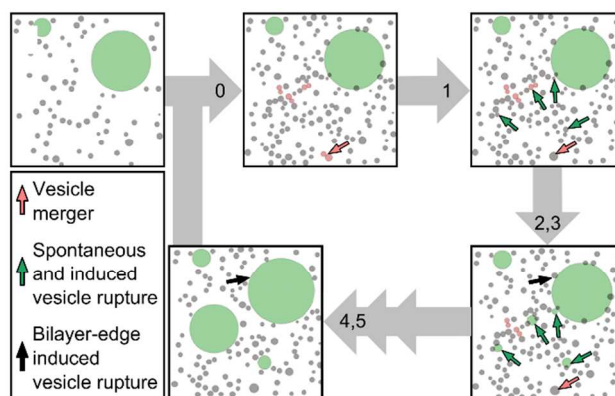 0
1
2,3
4,5
Vesicle
merger
Spontaneous
and induced
vesicle rupture
Bilayer-edge
induced
vesicle rupture